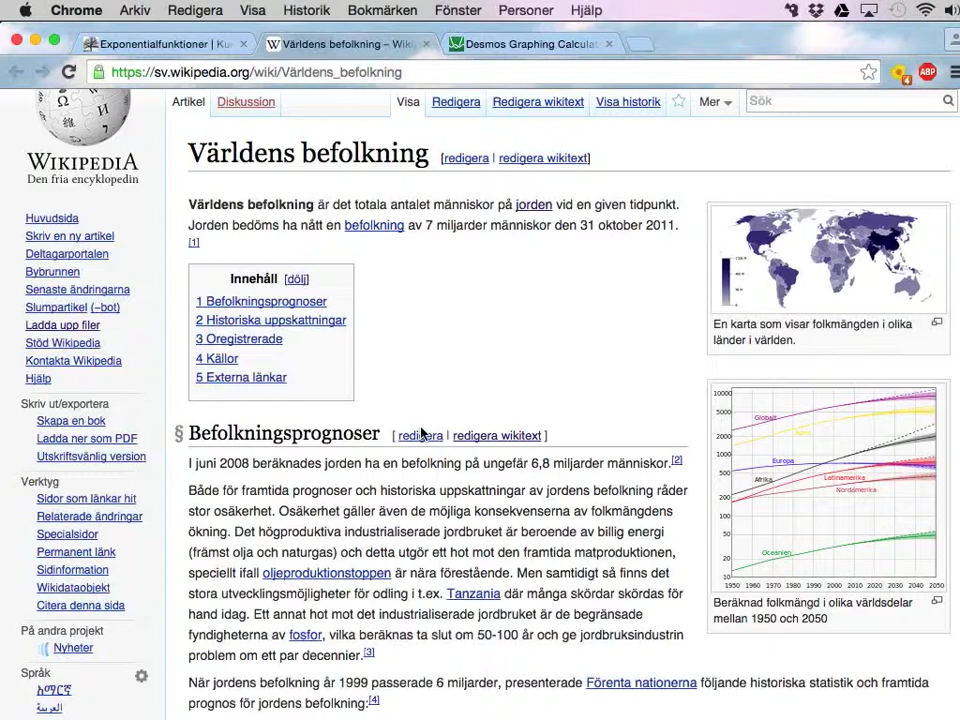 Chrome Arkiv Redigera Visa Historik Bokmärken Fönster Personer Hjälp
Exponentialfunktioner | Ku
Världens befolkning – Wiki
Desmos Graphing Calculat
https://sv.wikipedia.org/wiki/Världens_befolkning
ABP
WIKIPEDIA
Den fria encyklopedin
Huvudsida
Skriv en ny artikel
Deltagarportalen
Bybrunnen
Senaste ändringarna
Slumpartikel (–bot)
Ladda upp filer
Stöd Wikipedia
Kontakta Wikipedia
Hjälp
Skriv ut/exportera
Skapa en bok
Ladda ner som PDF
Utskriftsvänlig version
Verktyg
Sidor som länkar hit
Relaterade ändringar
Specialsidor
Permanent länk
Sidinformation
Wikidataobjekt
Citera denna sida
På andra projekt
Nyheter
Språk
አማርኛ
العربية
Artikel Diskussion Visa Redigera Redigera wikitext Visa historik Mer Sök
Världens befolkning [redigera | redigera wikitext]
Världens befolkning är det totala antalet människor på jorden vid en given tidpunkt.
Jorden bedöms ha nått en befolkning av 7 miljarder människor den 31 oktober 2011.
[1]
Innehåll [dölj]
1 Befolkningsprognoser
2 Historiska uppskattningar
3 Oregistrerade
4 Källor
5 Externa länkar
§ Befolkningsprognoser [ redigera | redigera wikitext ]
I juni 2008 beräknades jorden ha en befolkning på ungefär 6,8 miljarder människor.[2]
Både för framtida prognoser och historiska uppskattningar av jordens befolkning råder
stor osäkerhet. Osäkerhet gäller även de möjliga konsekvenserna av folkmängdens
ökning. Det högproduktiva industrialiserade jordbruket är beroende av billig energi
(främst olja och naturgas) och detta utgör ett hot mot den framtida matproduktionen,
speciellt ifall oljeproduktionstoppen är nära förestående. Men samtidigt så finns det
stora utvecklingsmöjligheter för odling i t.ex. Tanzania där många skördar skördas för
hand idag. Ett annat hot mot det industrialiserade jordbruket är de begränsade
fyndigheterna av fosfor, vilka beräknas ta slut om 50-100 år och ge jordbruksindustrin
problem om ett par decennier.[3]
När jordens befolkning år 1999 passerade 6 miljarder, presenterade Förenta nationerna följande historiska statistik och framtida
prognos för jordens befolkning:[4]
En karta som visar folkmängden i olika
länder i världen.
10000
5000
2000
1000
500
200
100
50
20
10
Globalt
Europa
Afrika
Latinamerika
Nordamerika
Oceanien
1950 1960 1970 1980 1990 2000 2010 2020 2030 2040 2050
Beräknad folkmängd i olika världsdelar
mellan 1950 och 2050